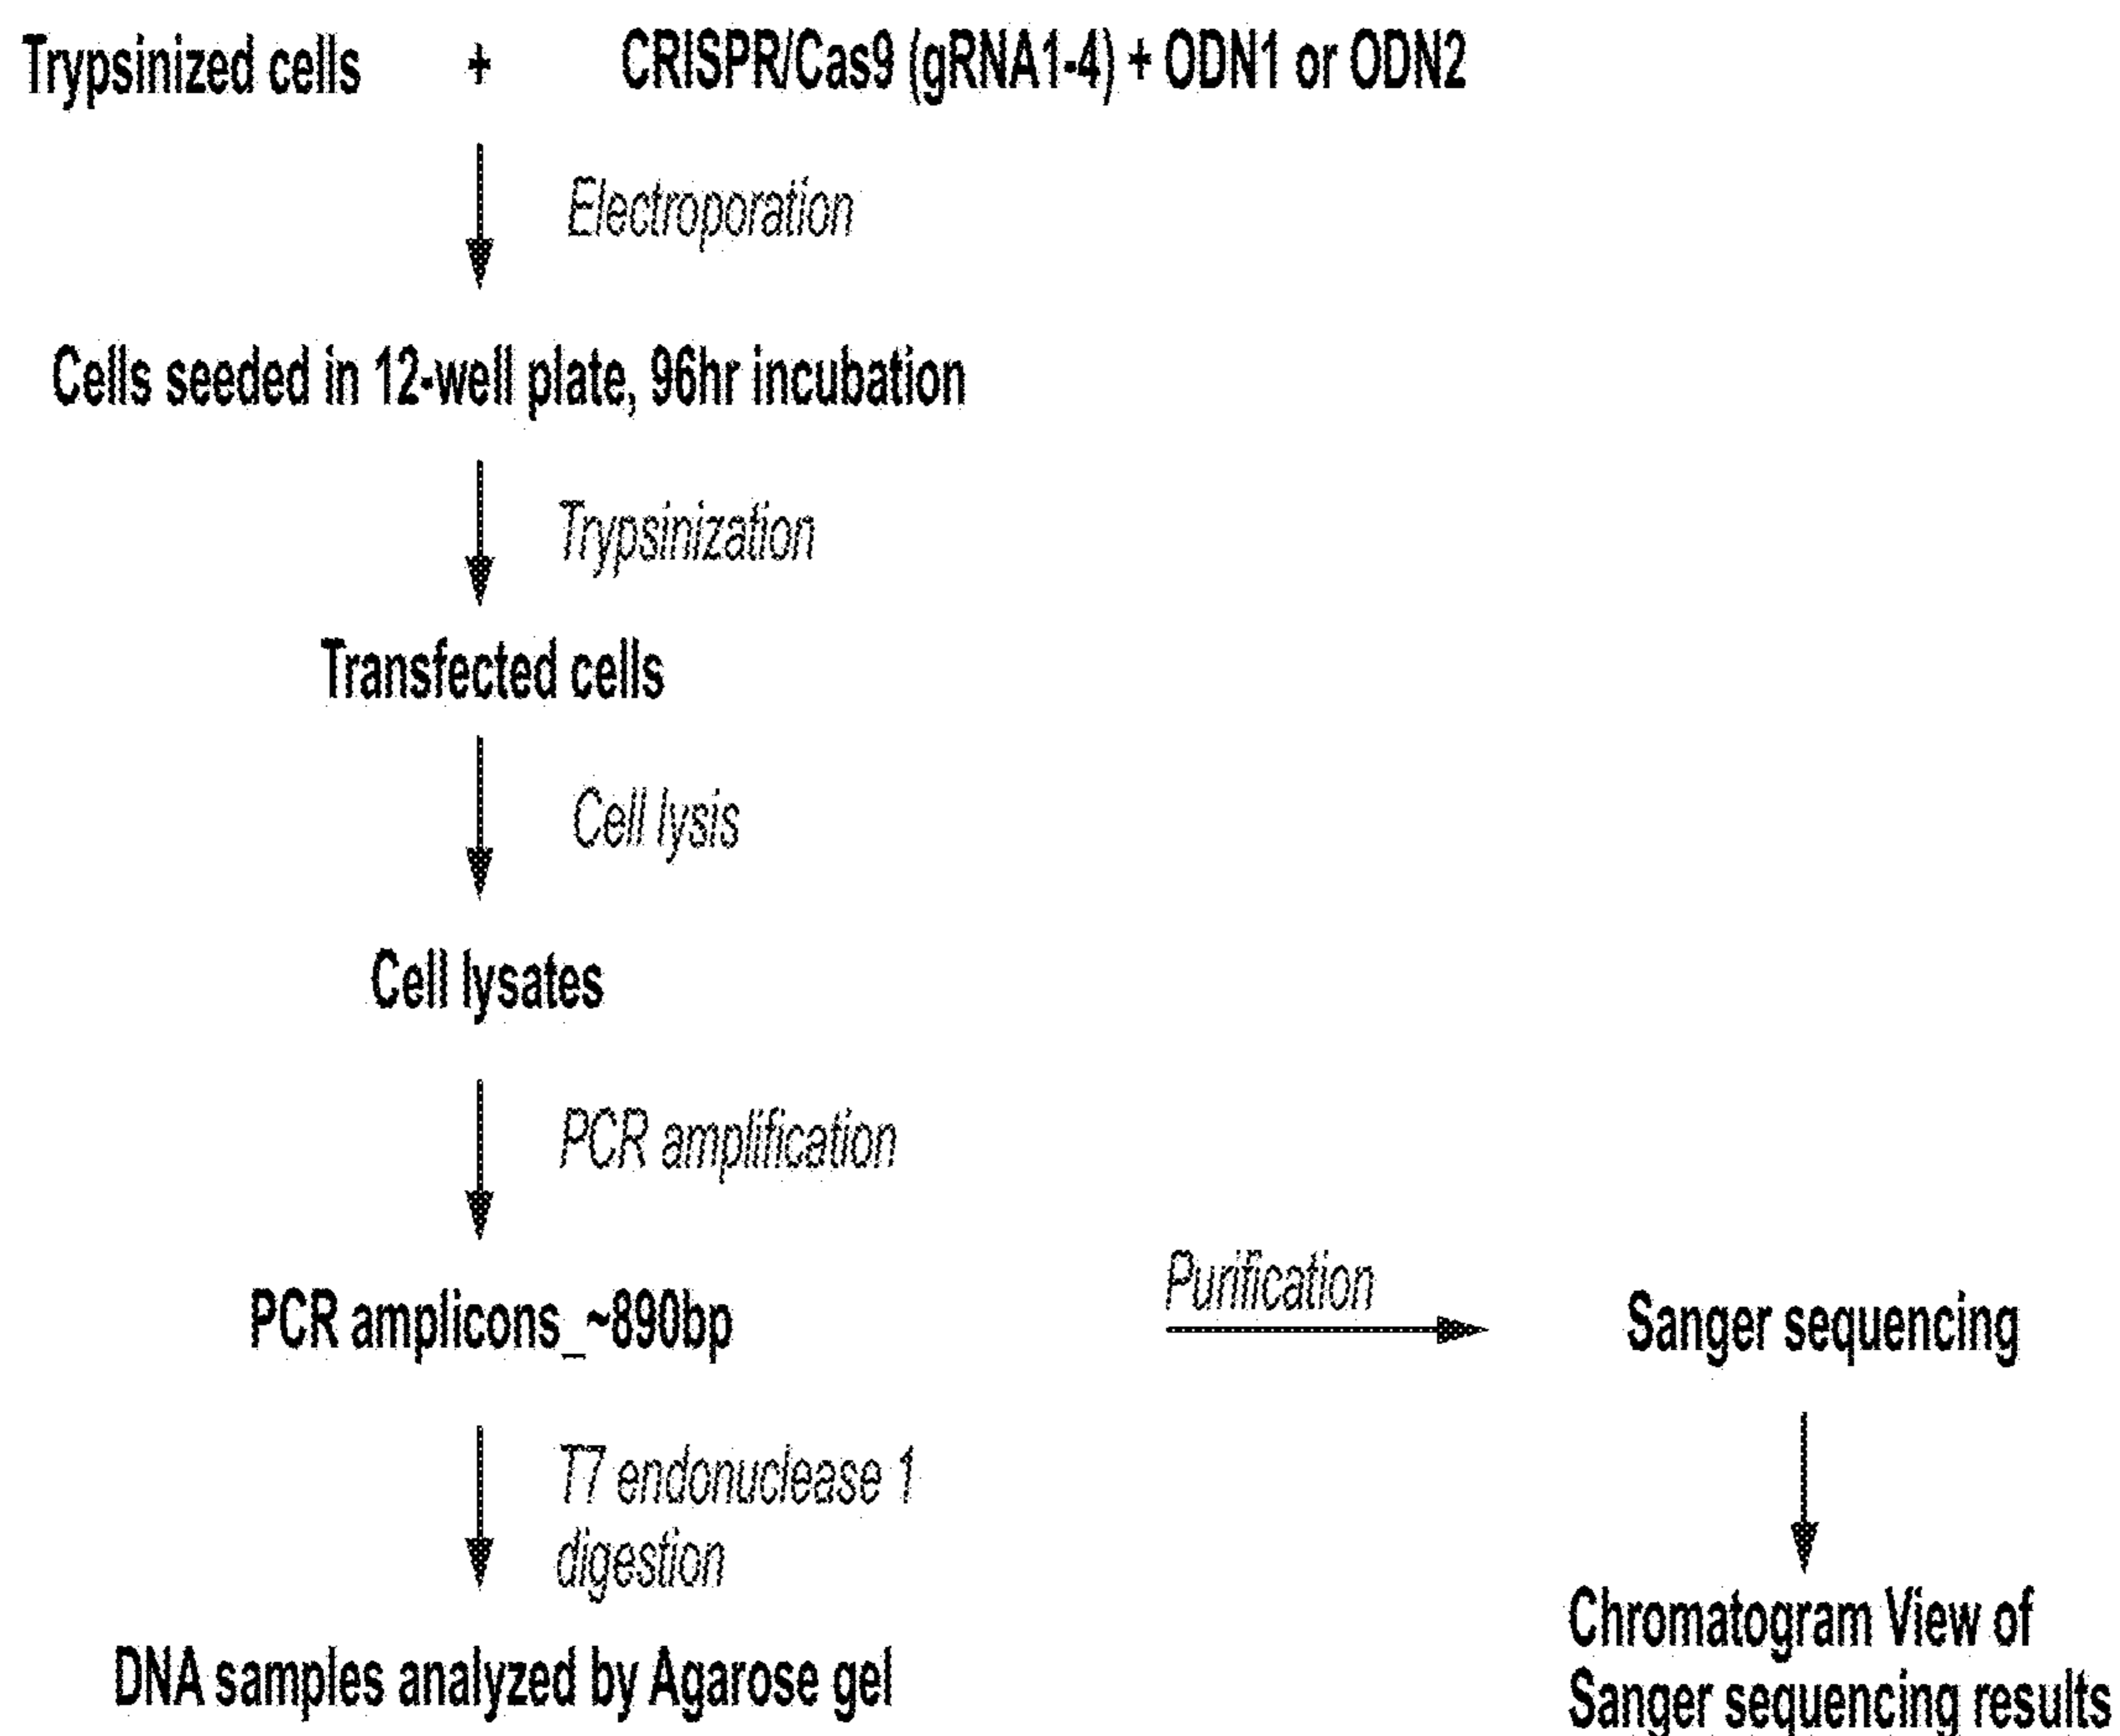 Trypsinized cells + CRISPR/Cas9 (gRNA1-4) + ODN1 or ODN2
Electroporation
Cells seeded in 12-well plate, 96hr incubation
Trypsinization
Transfected cells
Cell lysis
Cell lysates
PCR amplification
PCR amplicons_~890bp
Purification
Sanger sequencing
T7 endonuclease 1
digestion
DNA samples analyzed by Agarose gel
Chromatogram View of
Sanger sequencing results